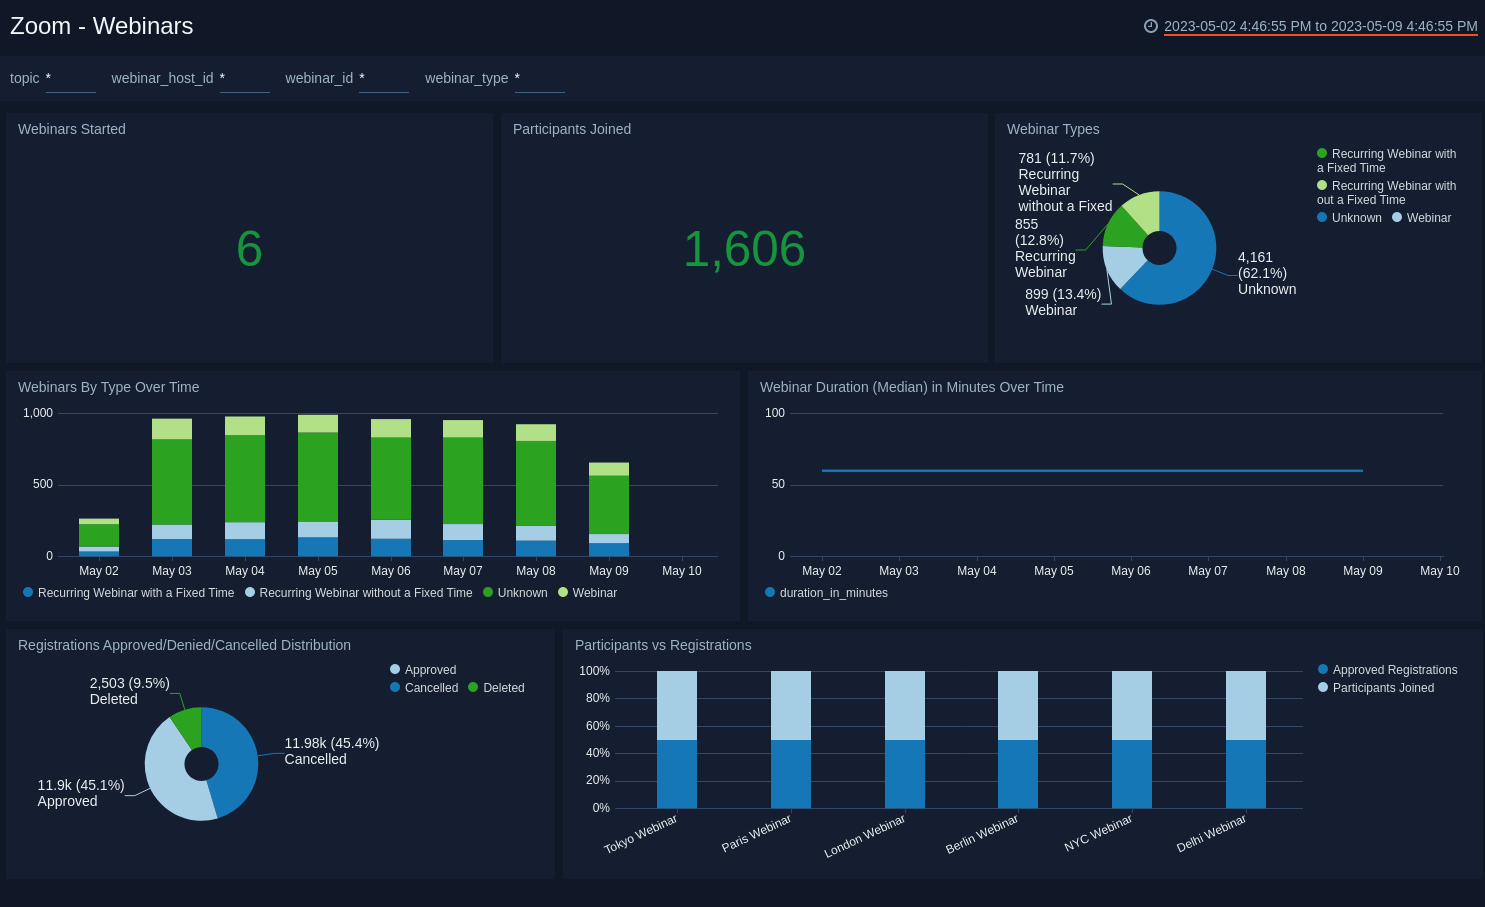 Zoom - Webinars
2023-05-02 4:46:55 PM to 2023-05-09 4:46:55 PM
topic * webinar_host_id * webinar_id * webinar_type *
Webinars Started
6
Participants Joined
1,606
Webinar Types
781 (11.7%)
Recurring
Webinar
without a Fixed
855
(12.8%)
Recurring
Webinar
899 (13.4%)
Webinar
4,161
(62.1%)
Unknown
Recurring Webinar with
a Fixed Time
Recurring Webinar with
out a Fixed Time
Unknown Webinar
Webinars By Type Over Time
1,000
500
0
May 02 May 03 May 04 May 05 May 06 May 07 May 08 May 09 May 10
Recurring Webinar with a Fixed Time Recurring Webinar without a Fixed Time Unknown Webinar
Webinar Duration (Median) in Minutes Over Time
100
50
0
May 02 May 03 May 04 May 05 May 06 May 07 May 08 May 09 May 10
duration_in_minutes
Registrations Approved/Denied/Cancelled Distribution
2,503 (9.5%)
Deleted
11.98k (45.4%)
Cancelled
11.9k (45.1%)
Approved
Approved
Cancelled Deleted
Participants vs Registrations
100%
80%
60%
40%
20%
0%
Tokyo Webinar Paris Webinar London Webinar Berlin Webinar NYC Webinar Delhi Webinar
Approved Registrations
Participants Joined